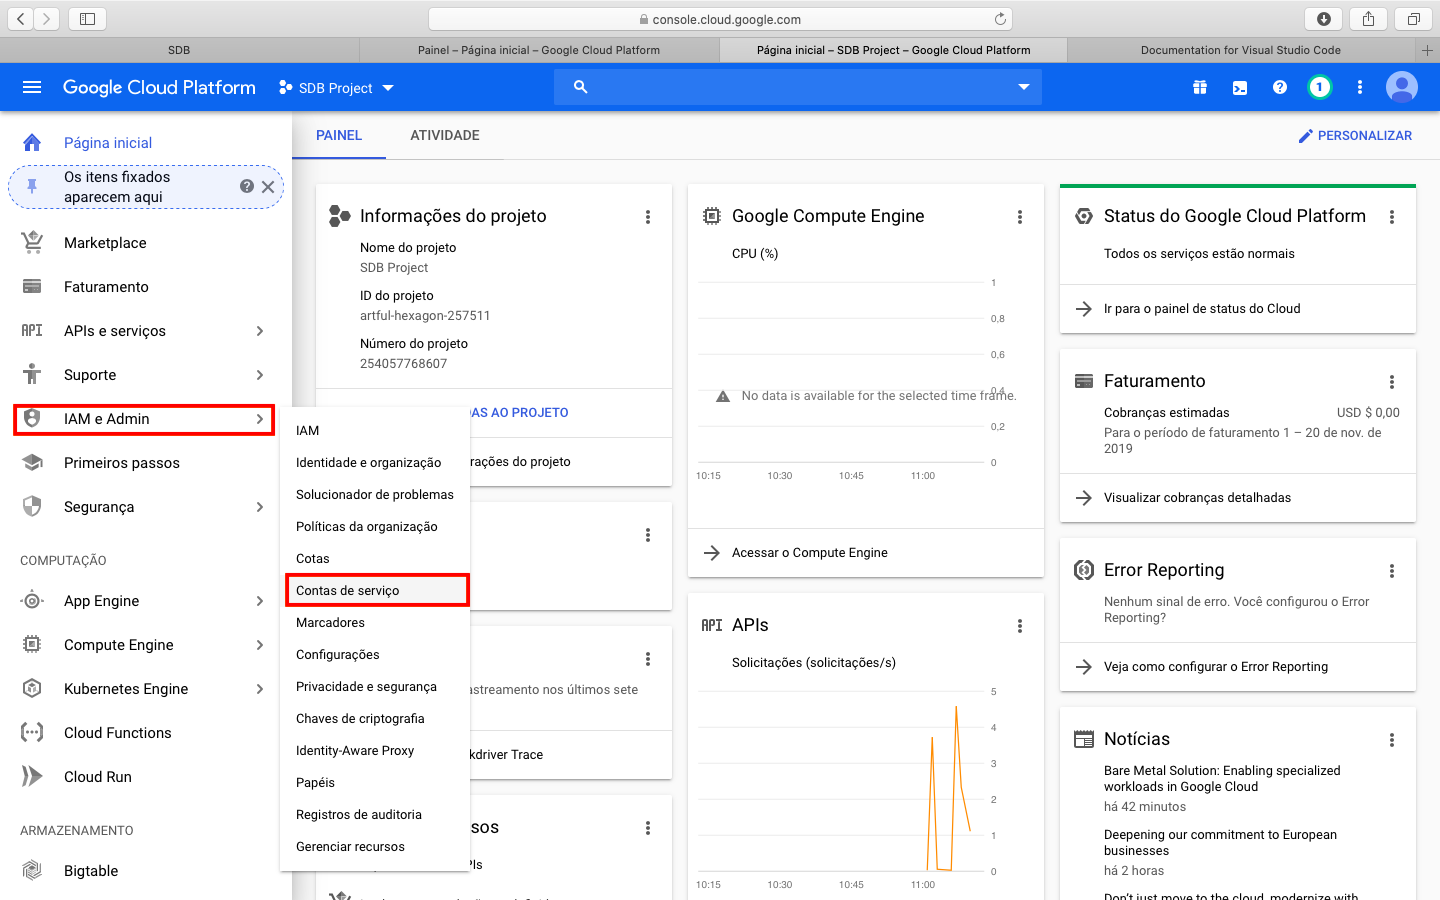 console.cloud.google.com
SDB
Painel – Página inicial – Google Cloud Platform
Página inicial – SDB Project – Google Cloud Platform
Documentation for Visual Studio Code
Google Cloud Platform
SDB Project
1
Página inicial
Os itens fixados
aparecem aqui
Marketplace
Faturamento
API
APIs e serviços
Suporte
IAM e Admin
Primeiros passos
Segurança
COMPUTAÇÃO
App Engine
Compute Engine
Kubernetes Engine
Cloud Functions
Cloud Run
ARMAZENAMENTO
Bigtable
IAM
Identidade e organização
Solucionador de problemas
Políticas da organização
Cotas
Contas de serviço
Marcadores
Configurações
Privacidade e segurança
Chaves de criptografia
Identity-Aware Proxy
Papéis
Registros de auditoria
Gerenciar recursos
PAINEL
ATIVIDADE
PERSONALIZAR
Informações do projeto
Nome do projeto
SDB Project
ID do projeto
artful-hexagon-257511
Número do projeto
254057768607
AS AO PROJETO
rações do projeto
astreamento nos últimos sete
kdriver Trace
sos
PIs
Google Compute Engine
CPU (%)
1
0,8
0,6
0,4
No data is available for the selected time frame.
0,2
0
10:15
10:30
10:45
11:00
Acessar o Compute Engine
API
APIs
Solicitações (solicitações/s)
5
4
3
2
1
0
10:15
10:30
10:45
11:00
Status do Google Cloud Platform
Todos os serviços estão normais
Ir para o painel de status do Cloud
Faturamento
Cobranças estimadas
USD $ 0,00
Para o período de faturamento 1 – 20 de nov. de
2019
Visualizar cobranças detalhadas
Error Reporting
Nenhum sinal de erro. Você configurou o Error
Reporting?
Veja como configurar o Error Reporting
Notícias
Bare Metal Solution: Enabling specialized
workloads in Google Cloud
há 42 minutos
Deepening our commitment to European
businesses
há 2 horas
Don't just move to the cloud, modernize with